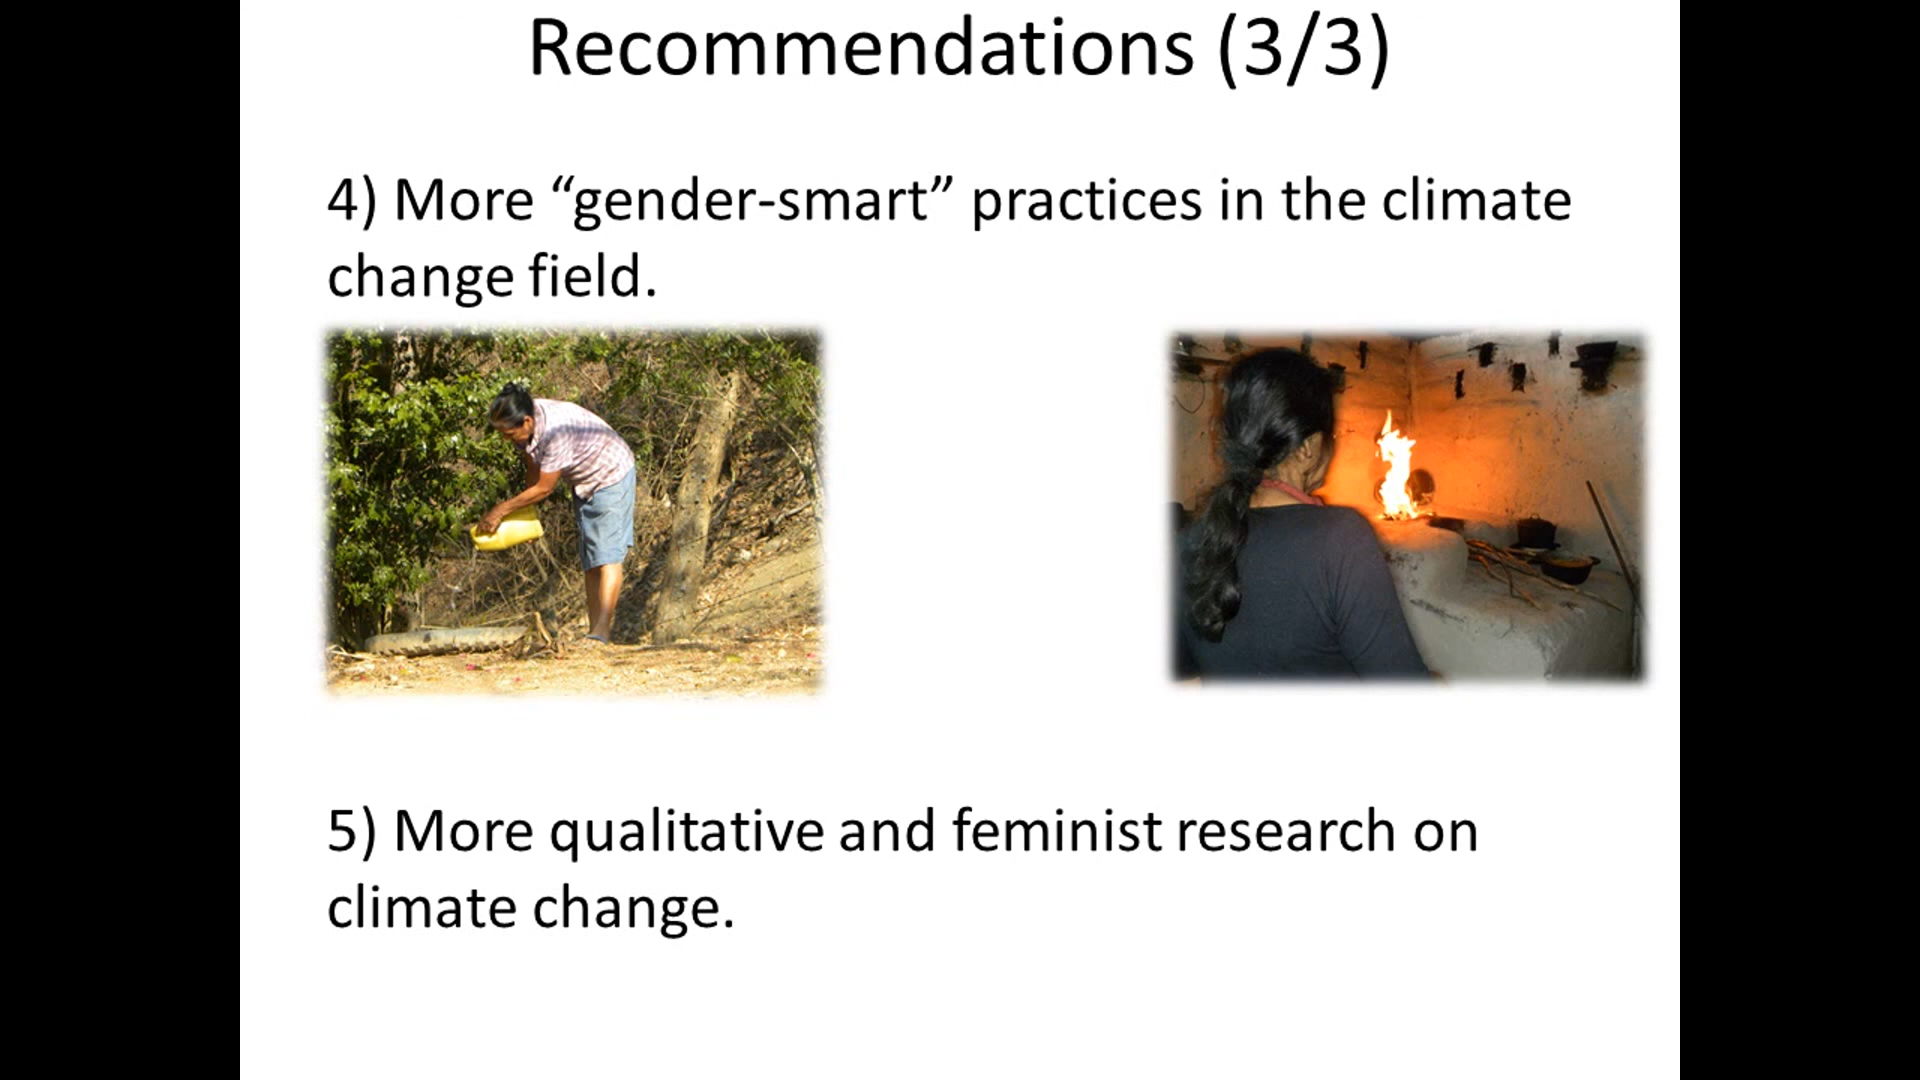 Recommendations (3/3)
4) More “gender-smart” practices in the climate
change field.
5) More qualitative and feminist research on
climate change.